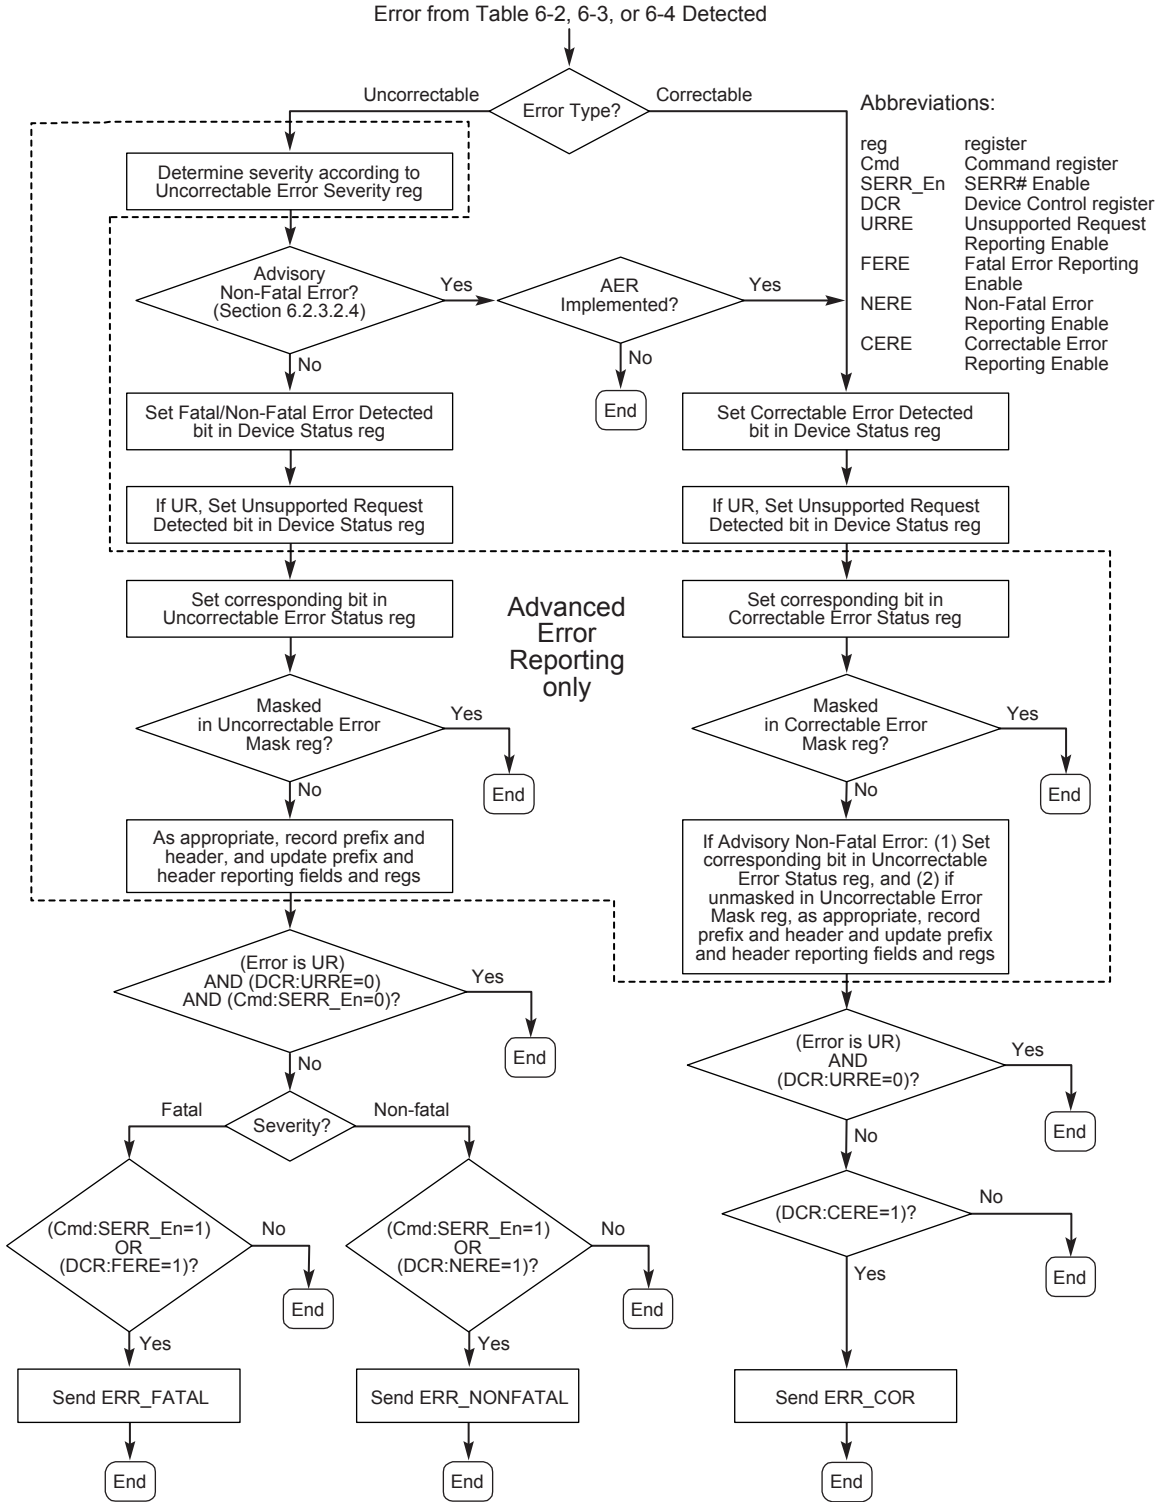 Error from Table 6-2, 6-3, or 6-4 Detected
Uncorrectable
Error Type?
Correctable
Abbreviations:
reg register
Cmd Command register
SERR_En SERR# Enable
DCR Device Control register
URRE Unsupported Request
Reporting Enable
FERE Fatal Error Reporting
Enable
NERE Non-Fatal Error
Reporting Enable
CERE Correctable Error
Reporting Enable
Determine severity according to
Uncorrectable Error Severity reg
Advisory
Non-Fatal Error?
(Section 6.2.3.2.4)
Yes
AER
Implemented?
Yes
No
No
End
Set Fatal/Non-Fatal Error Detected
bit in Device Status reg
Set Correctable Error Detected
bit in Device Status reg
If UR, Set Unsupported Request
Detected bit in Device Status reg
If UR, Set Unsupported Request
Detected bit in Device Status reg
Set corresponding bit in
Uncorrectable Error Status reg
Advanced
Error
Reporting
only
Set corresponding bit in
Correctable Error Status reg
Masked
in Uncorrectable Error
Mask reg?
Yes
End
No
Masked
in Correctable Error
Mask reg?
Yes
End
No
As appropriate, record prefix and
header, and update prefix and
header reporting fields and regs
If Advisory Non-Fatal Error: (1) Set
corresponding bit in Uncorrectable
Error Status reg, and (2) if
unmasked in Uncorrectable Error
Mask reg, as appropriate, record
prefix and header and update prefix
and header reporting fields and regs
(Error is UR)
AND (DCR:URRE=0)
AND (Cmd:SERR_En=0)?
Yes
End
No
(Error is UR)
AND
(DCR:URRE=0)?
Yes
End
No
Fatal
Severity?
Non-fatal
(Cmd:SERR_En=1)
OR
(DCR:FERE=1)?
No
End
Yes
(Cmd:SERR_En=1)
OR
(DCR:NERE=1)?
No
End
Yes
(DCR:CERE=1)?
No
End
Yes
Send ERR_FATAL
Send ERR_NONFATAL
Send ERR_COR
End
End
End